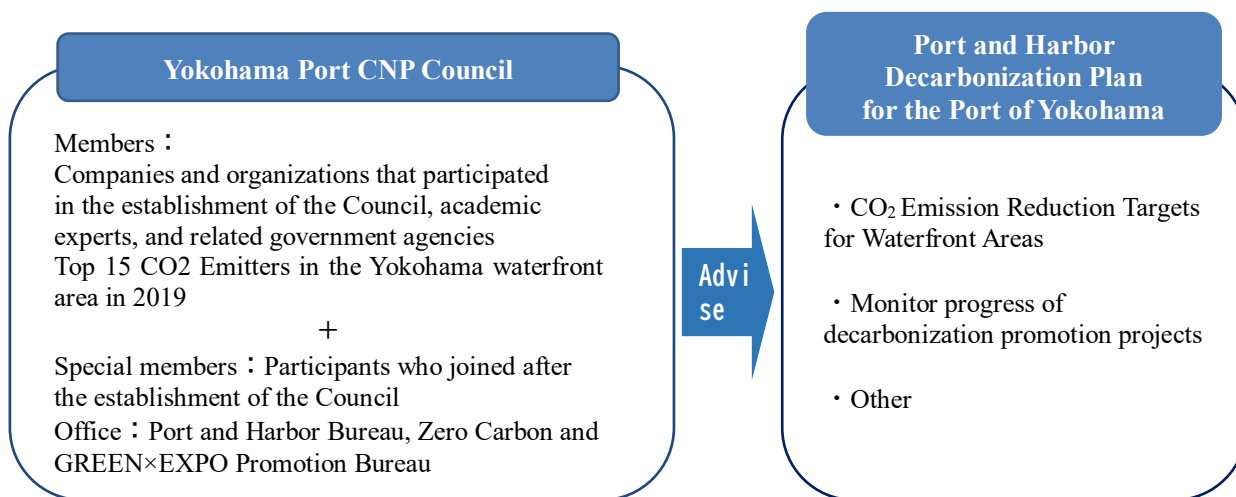 Yokohama Port CNP Council
Members：
Companies and organizations that participated
in the establishment of the Council, academic
experts, and related government agencies
Top 15 CO2 Emitters in the Yokohama waterfront
area in 2019
+
Special members：Participants who joined after
the establishment of the Council
Office：Port and Harbor Bureau, Zero Carbon and
GREEN×EXPO Promotion Bureau
Advi
se
Port and Harbor
Decarbonization Plan
for the Port of Yokohama
・CO₂ Emission Reduction Targets
for Waterfront Areas
・Monitor progress of
decarbonization promotion projects
・Other